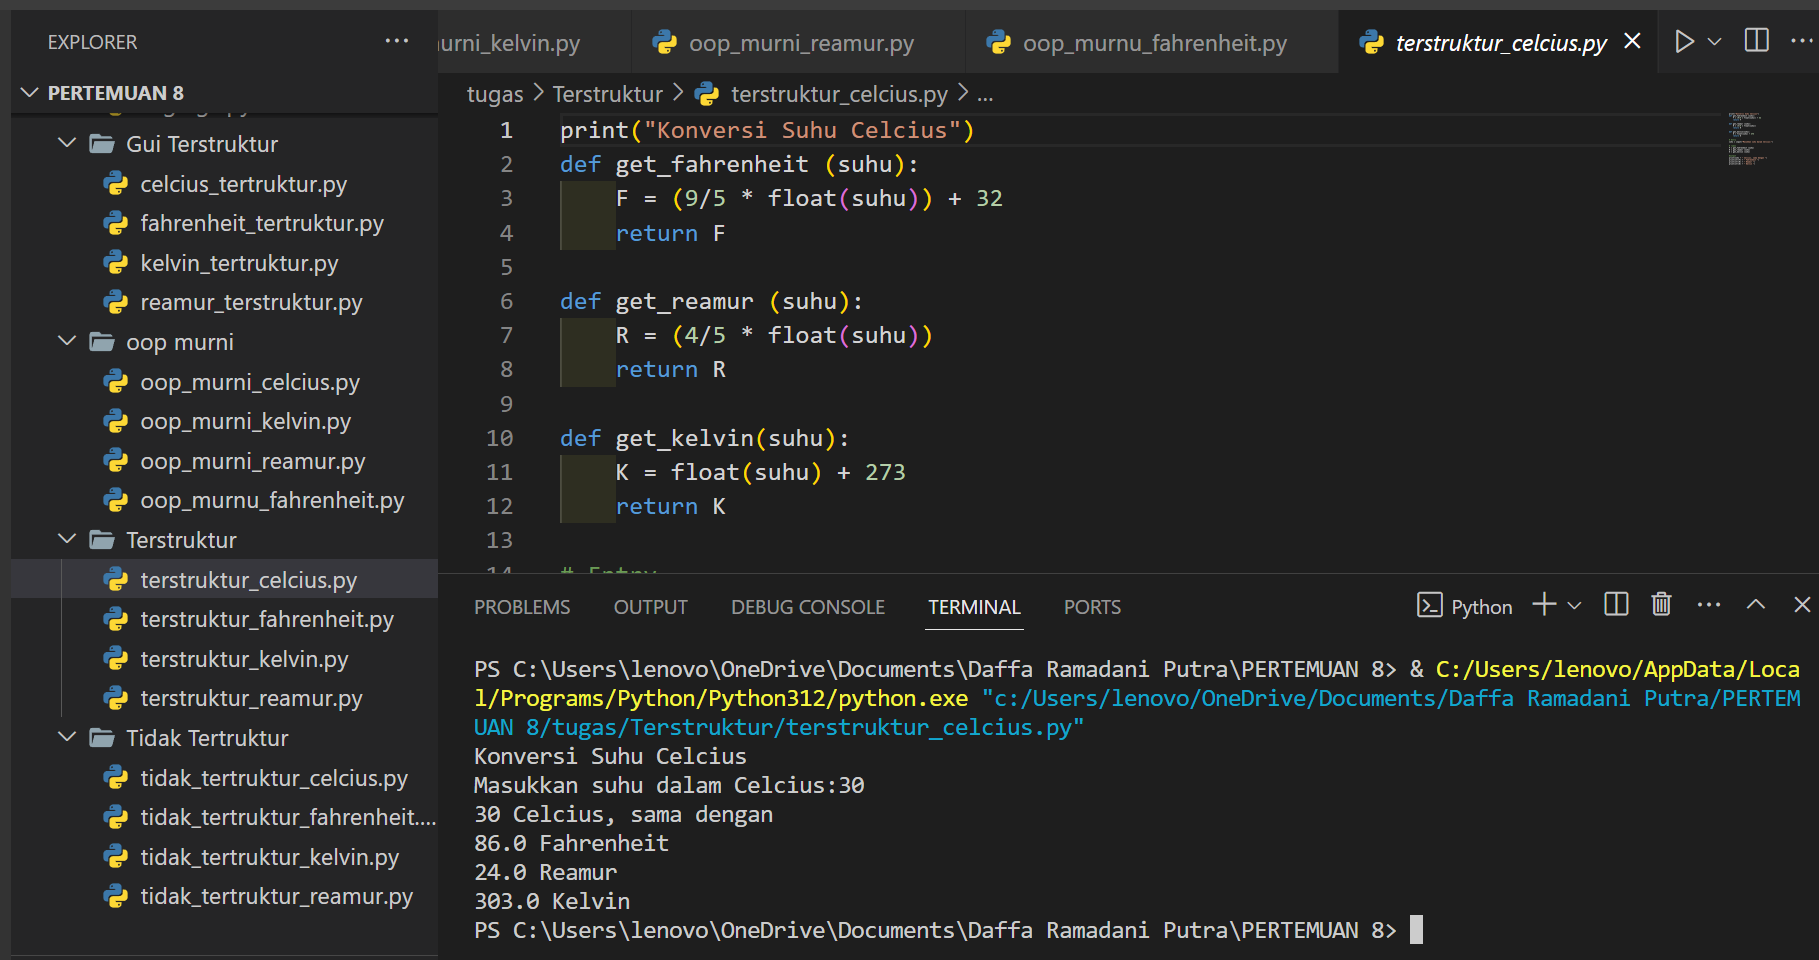 EXPLORER
PERTEMUAN 8
Gui Terstruktur
celcius_tertruktur.py
fahrenheit_tertruktur.py
kelvin_tertruktur.py
reamur_terstruktur.py
oop murni
oop_murni_celcius.py
oop_murni_kelvin.py
oop_murni_reamur.py
oop_murnu_fahrenheit.py
Terstruktur
terstruktur_celcius.py
terstruktur_fahrenheit.py
terstruktur_kelvin.py
terstruktur_reamur.py
Tidak Tertruktur
tidak_tertruktur_celcius.py
tidak_tertruktur_fahrenheit....
tidak_tertruktur_kelvin.py
tidak_tertruktur_reamur.py
urni_kelvin.py oop_murni_reamur.py oop_murnu_fahrenheit.py terstruktur_celcius.py
tugas > Terstruktur > terstruktur_celcius.py > ...
1 print("Konversi Suhu Celcius")
2 def get_fahrenheit (suhu):
3 F = (9/5 * float(suhu)) + 32
4 return F
5
6 def get_reamur (suhu):
7 R = (4/5 * float(suhu))
8 return R
9
10 def get_kelvin(suhu):
11 K = float(suhu) + 273
12 return K
13
14 # Entry
PROBLEMS OUTPUT DEBUG CONSOLE TERMINAL PORTS Python
PS C:\Users\lenovo\OneDrive\Documents\Daffa Ramadani Putra\PERTEMUAN 8> & C:/Users/lenovo/AppData/Loca
l/Programs/Python/Python312/python.exe "c:/Users/lenovo/OneDrive/Documents/Daffa Ramadani Putra/PERTEM
UAN 8/tugas/Terstruktur/terstruktur_celcius.py"
Konversi Suhu Celcius
Masukkan suhu dalam Celcius:30
30 Celcius, sama dengan
86.0 Fahrenheit
24.0 Reamur
303.0 Kelvin
PS C:\Users\lenovo\OneDrive\Documents\Daffa Ramadani Putra\PERTEMUAN 8>